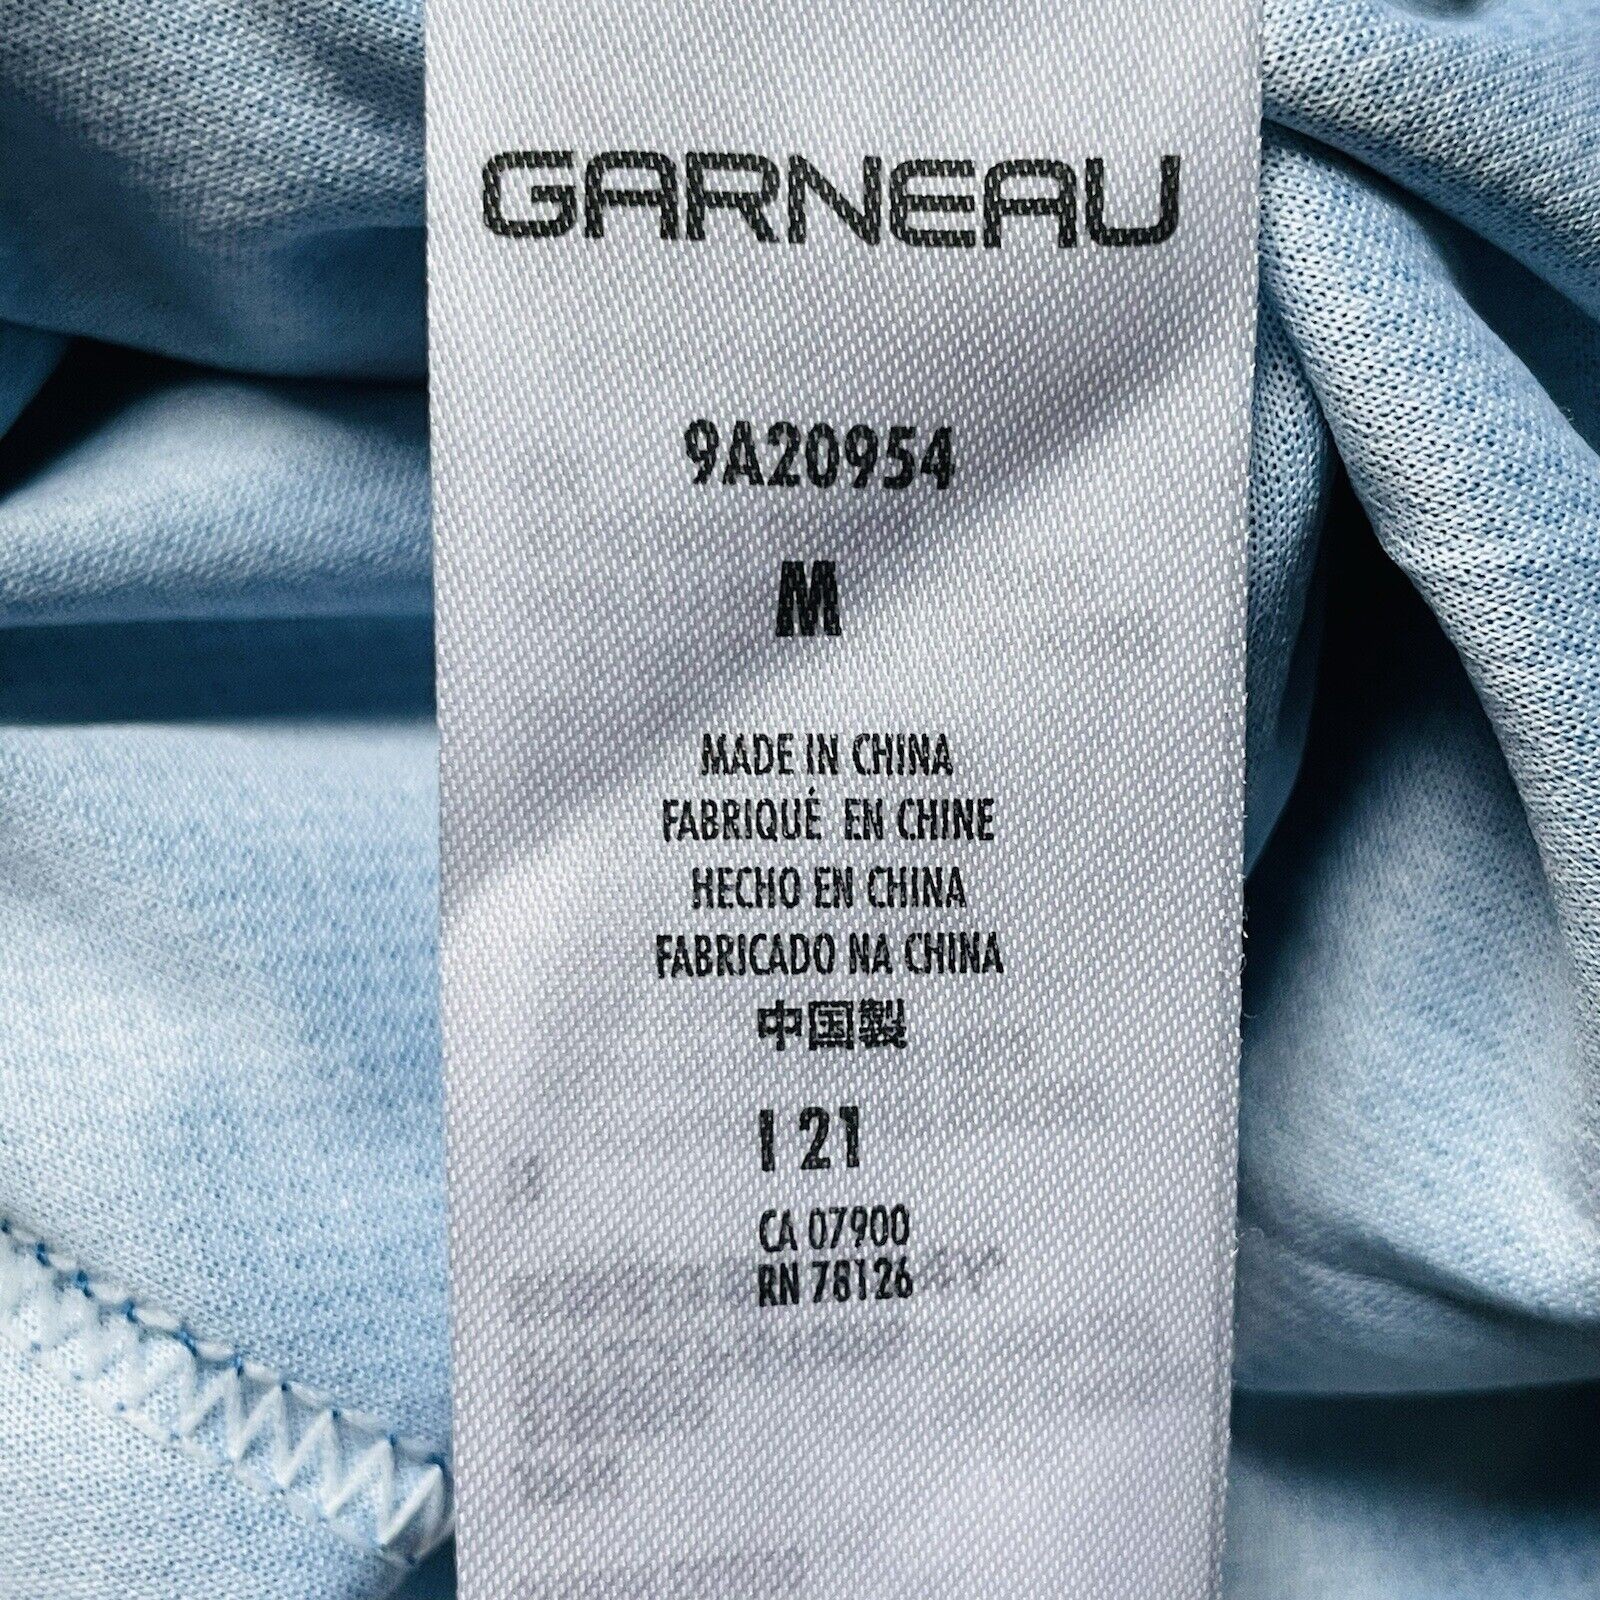 GARNEAU
9A20954
M
MADE IN CHINA
FABRIQUÉ EN CHINE
HECHO EN CHINA
FABRICADO NA CHINA
中国製
I 21
CA 07900
RN 78126